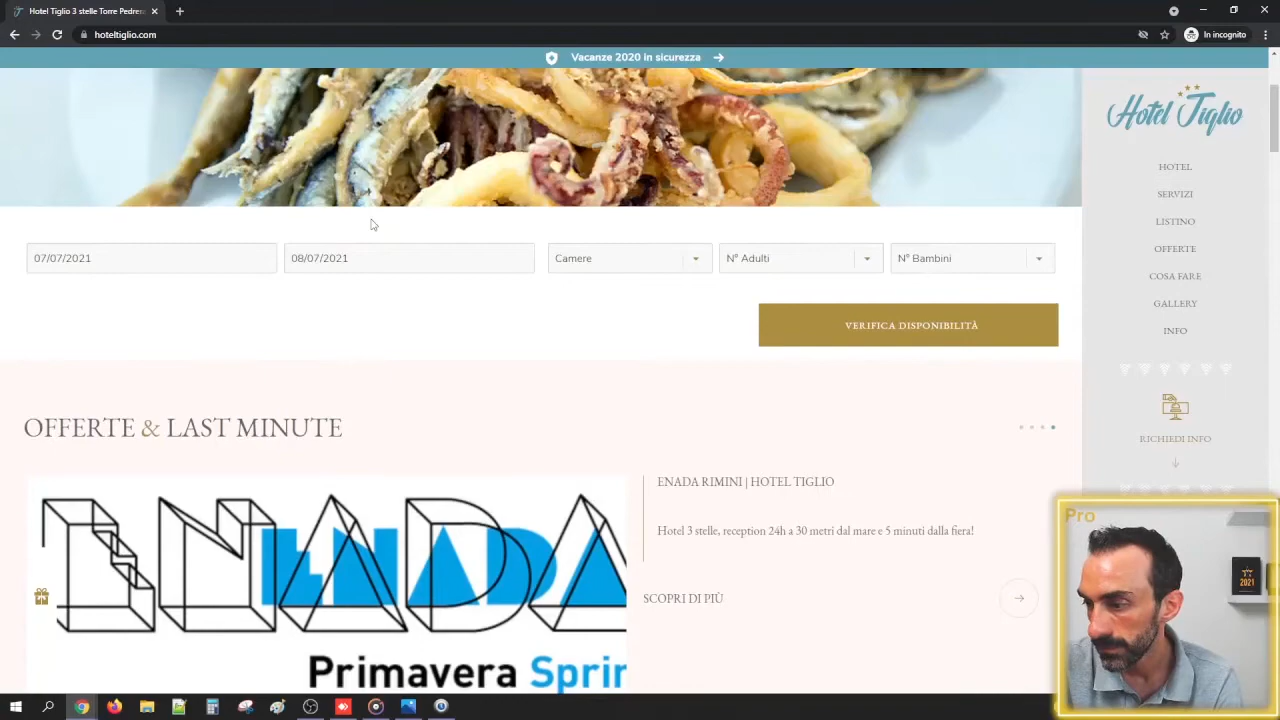 Hotel Tiglio 3 stelle Torre Pedrera
hoteltiglio.com
In incognito
Vacanze 2020 in sicurezza
Hotel Tiglio
HOTEL
SERVIZI
LISTINO
OFFERTE
COSA FARE
GALLERY
INFO
RICHIEDI INFO
07/07/2021
08/07/2021
Camere
N° Adulti
N° Bambini
VERIFICA DISPONIBILITÀ
OFFERTE & LAST MINUTE
ENADA
ENADA
Primavera Sprin
ENADA RIMINI | HOTEL TIGLIO
Hotel 3 stelle, reception 24h a 30 metri dal mare e 5 minuti dalla fiera!
SCOPRI DI PIÙ
Pro
2021